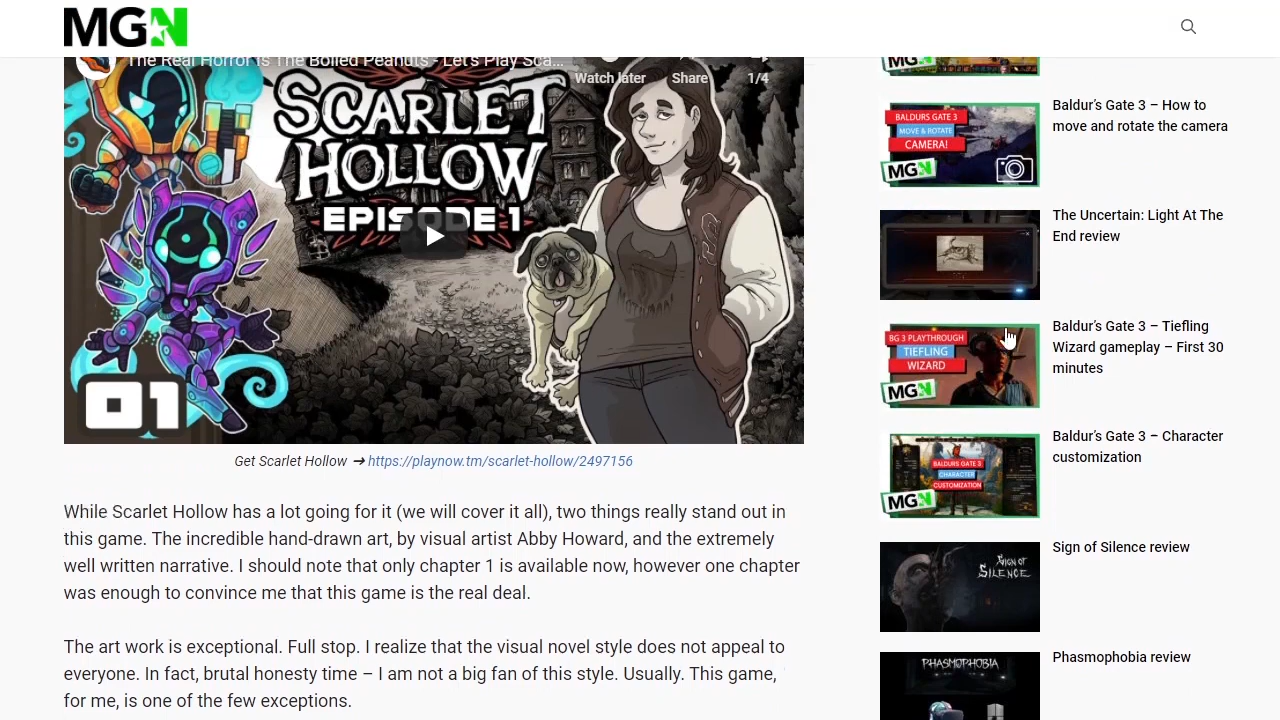 MGN
The Real Horror Is The Boiled Peanuts - Let's Play Sca...
Watch later
Share
1/4
SCARLET
HOLLOW
EPISODE 1
01
Get Scarlet Hollow ➔ https://playnow.tm/scarlet-hollow/2497156
While Scarlet Hollow has a lot going for it (we will cover it all), two things really stand out in
this game. The incredible hand-drawn art, by visual artist Abby Howard, and the extremely
well written narrative. I should note that only chapter 1 is available now, however one chapter
was enough to convince me that this game is the real deal.
The art work is exceptional. Full stop. I realize that the visual novel style does not appeal to
everyone. In fact, brutal honesty time – I am not a big fan of this style. Usually. This game,
for me, is one of the few exceptions.
BALDURS GATE 3
MOVE & ROTATE
CAMERA!
MGN
Baldur's Gate 3 – How to
move and rotate the camera
The Uncertain: Light At The
End review
BG 3 PLAYTHROUGH
TIEFLING
WIZARD
MGN
Baldur's Gate 3 – Tiefling
Wizard gameplay – First 30
minutes
BALDURS GATE 3
CHARACTER
CUSTOMIZATION
MGN
Baldur's Gate 3 – Character
customization
SIGN OF
SILENCE
Sign of Silence review
PHASMOPHOBIA
Phasmophobia review